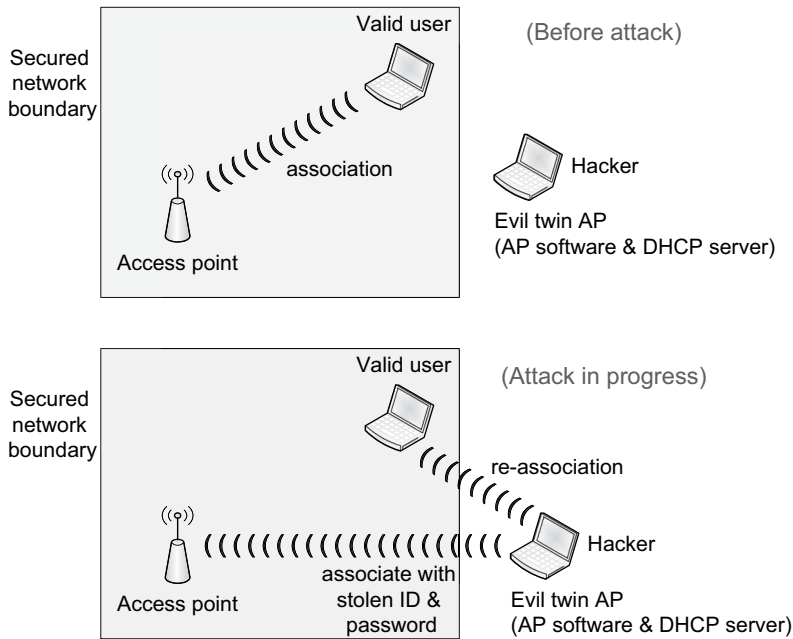 Valid user
(Before attack)
Secured
network
boundary
association
Hacker
Evil twin AP
(AP software & DHCP server)
Access point
Valid user
(Attack in progress)
Secured
network
boundary
re-association
Hacker
associate with
stolen ID &
password
Access point
Evil twin AP
(AP software & DHCP server)